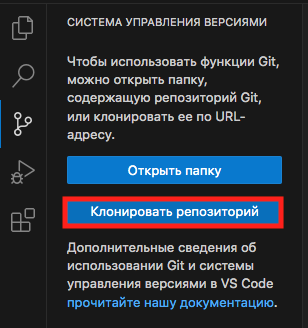 СИСТЕМА УПРАВЛЕНИЯ ВЕРСИЯМИ
Чтобы использовать функции Git,
можно открыть папку,
содержащую репозиторий Git,
или клонировать ее по URL-
адресу.
Открыть папку
Клонировать репозиторий
Дополнительные сведения об
использовании Git и системы
управления версиями в VS Code
прочитайте нашу документацию.